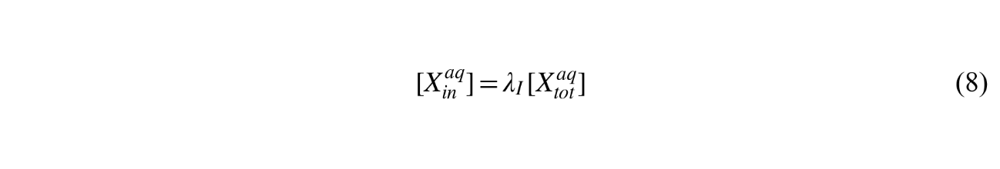 [X_{in}^{aq}] = λ_I [X_{tot}^{aq}] (8)